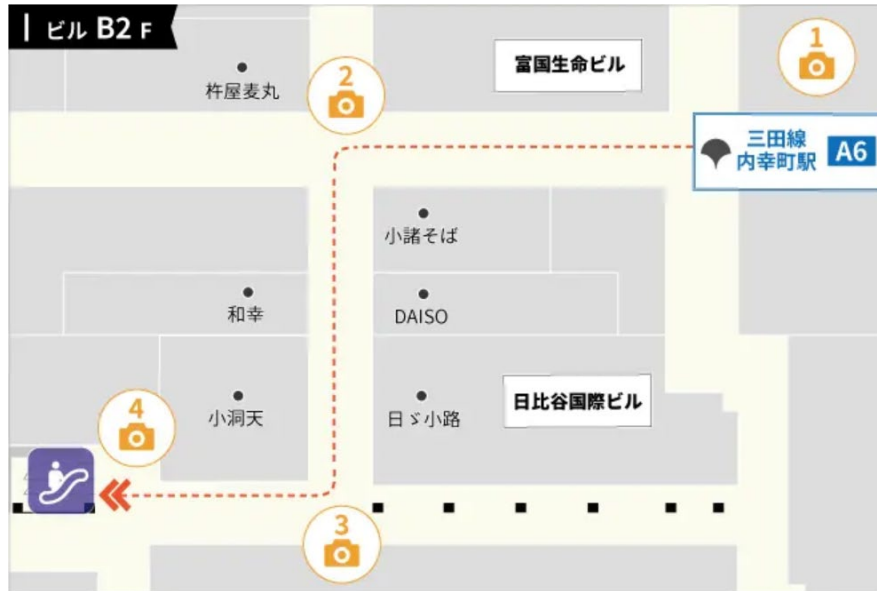 ビル B2 F
1
2
富国生命ビル
杵屋麦丸
三田線
内幸町駅
A6
小諸そば
和幸
DAISO
小洞天
日比谷国際ビル
日ゞ小路
4
3